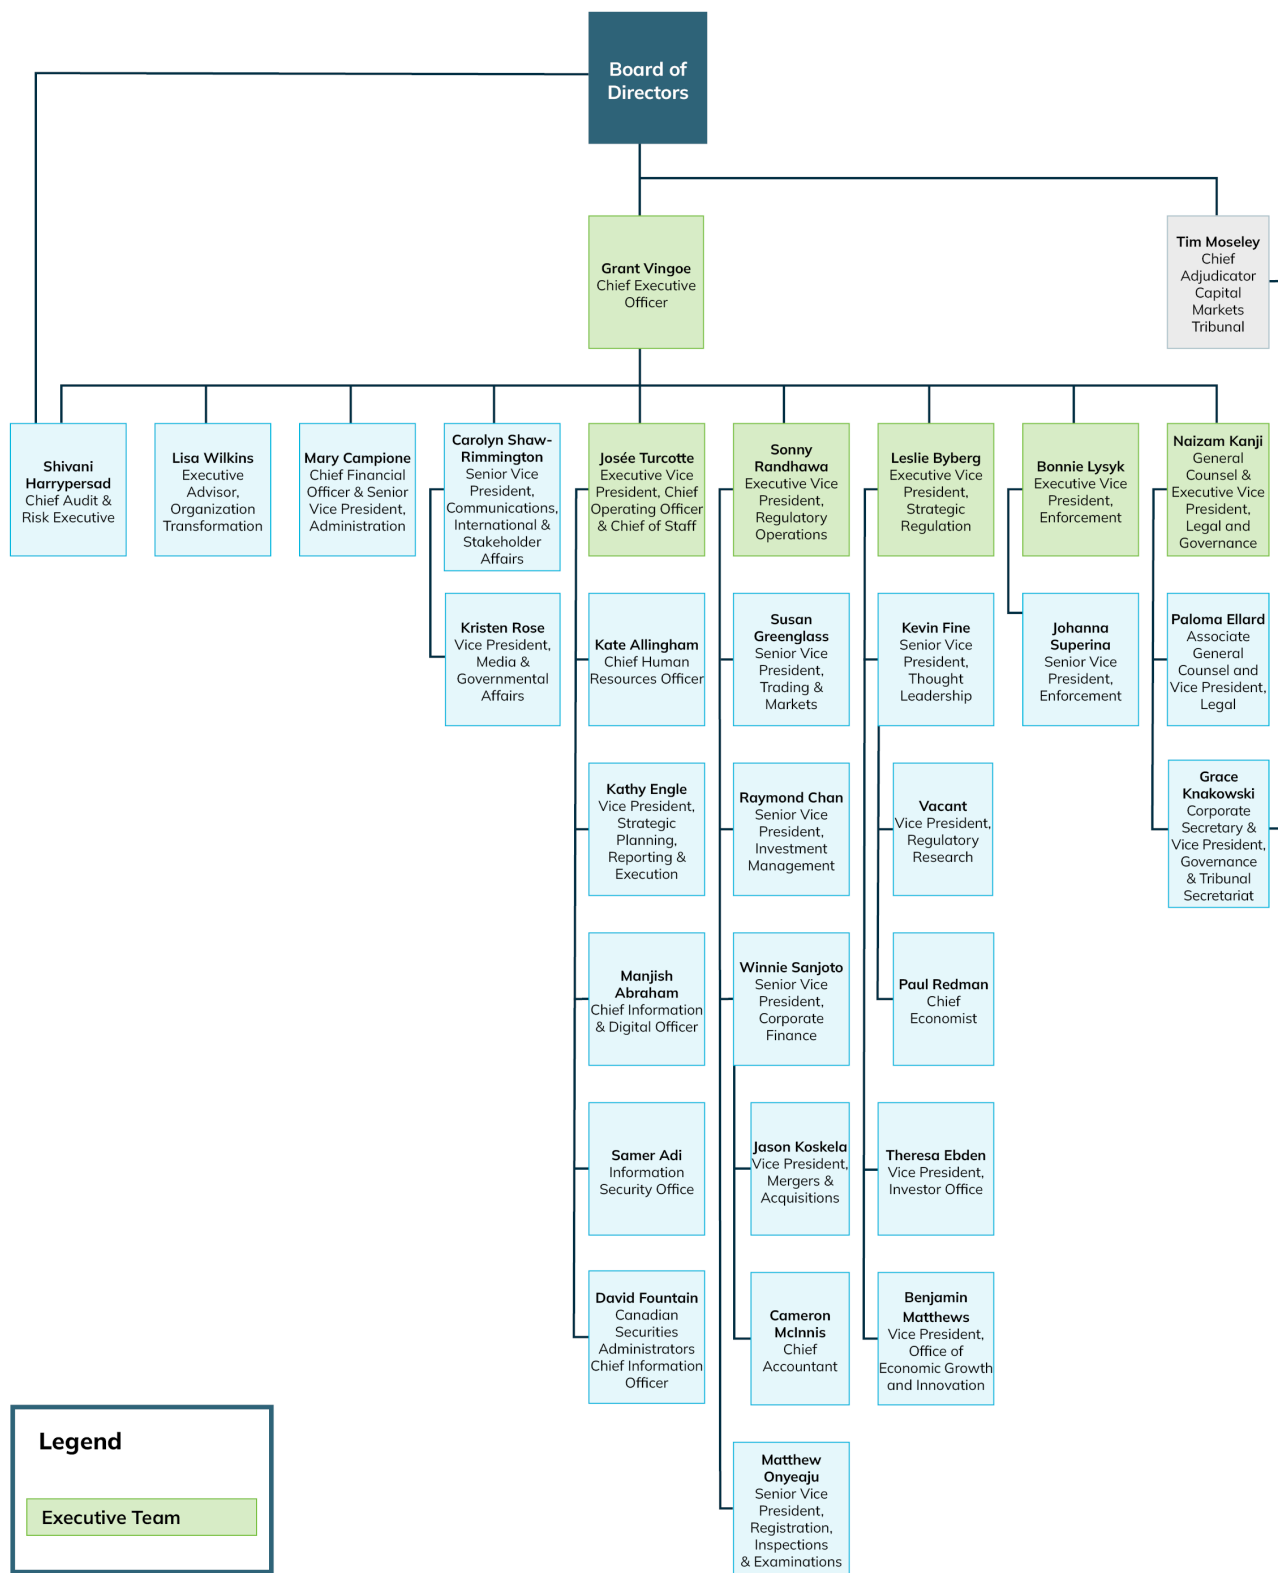 Board of
Directors
Grant Vingoe
Chief Executive
Officer
Tim Moseley
Chief
Adjudicator
Capital
Markets
Tribunal
Shivani
Harrypersad
Chief Audit &
Risk Executive
Lisa Wilkins
Executive
Advisor,
Organization
Transformation
Mary Campione
Chief Financial
Officer & Senior
Vice President,
Administration
Carolyn Shaw-
Rimmington
Senior Vice
President,
Communications,
International &
Stakeholder
Affairs
Josée Turcotte
Executive Vice
President, Chief
Operating Officer
& Chief of Staff
Sonny
Randhawa
Executive Vice
President,
Regulatory
Operations
Leslie Byberg
Executive Vice
President,
Strategic
Regulation
Bonnie Lysyk
Executive Vice
President,
Enforcement
Naizam Kanji
General
Counsel &
Executive Vice
President,
Legal and
Governance
Kristen Rose
Vice President,
Media &
Governmental
Affairs
Kate Allingham
Chief Human
Resources Officer
Susan
Greenglass
Senior Vice
President,
Trading &
Markets
Kevin Fine
Senior Vice
President,
Thought
Leadership
Johanna
Superina
Senior Vice
President,
Enforcement
Paloma Ellard
Associate
General
Counsel and
Vice President,
Legal
Kathy Engle
Vice President,
Strategic
Planning,
Reporting &
Execution
Raymond Chan
Senior Vice
President,
Investment
Management
Vacant
Vice President,
Regulatory
Research
Grace
Knakowski
Corporate
Secretary &
Vice President,
Governance
& Tribunal
Secretariat
Manjish
Abraham
Chief Information
& Digital Officer
Winnie Sanjoto
Senior Vice
President,
Corporate
Finance
Paul Redman
Chief
Economist
Samer Adi
Information
Security Office
Jason Koskela
Vice President,
Mergers &
Acquisitions
Theresa Ebden
Vice President,
Investor Office
David Fountain
Canadian
Securities
Administrators
Chief Information
Officer
Cameron
McInnis
Chief
Accountant
Benjamin
Matthews
Vice President,
Office of
Economic Growth
and Innovation
Matthew
Onyeaju
Senior Vice
President,
Registration,
Inspections
& Examinations
Legend
Executive Team